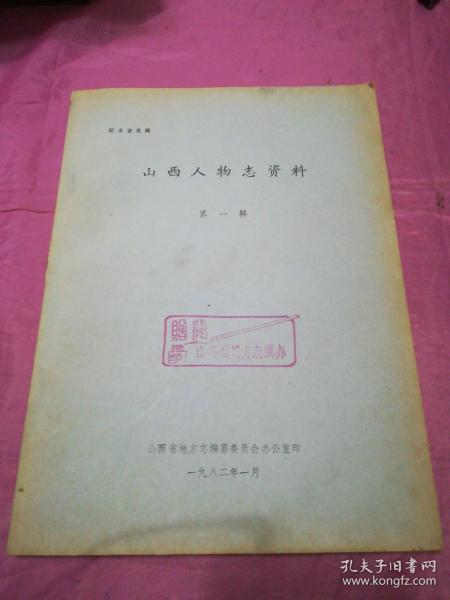 山西人物志资料
第一辑
山西省地方志编纂委员会办公室印
一九八二年一月
孔夫子旧书网
www.kongfz.com